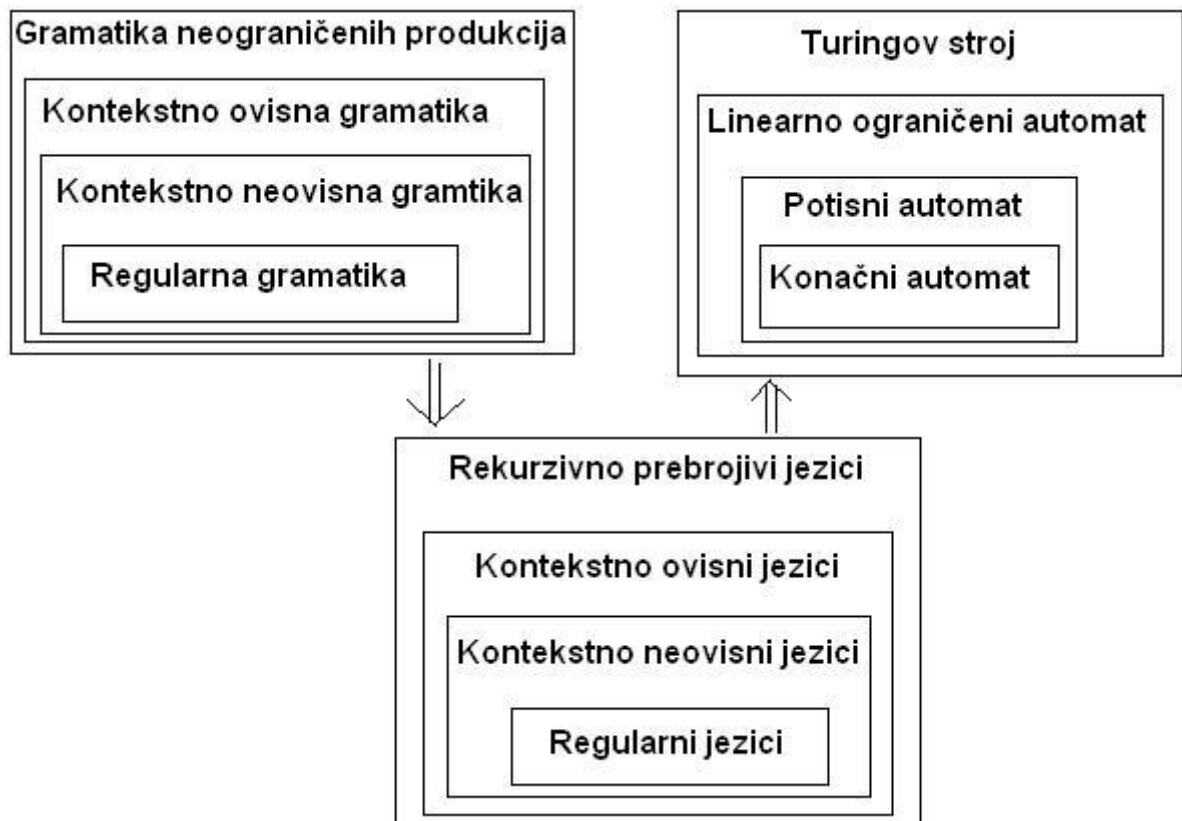 Gramatika neograničenih produkcija
Kontekstno ovisna gramatika
Kontekstno neovisna gramtika
Regularna gramatika
Turingov stroj
Linearno ograničeni automat
Potisni automat
Konačni automat
Rekurzivno prebrojivi jezici
Kontekstno ovisni jezici
Kontekstno neovisni jezici
Regularni jezici